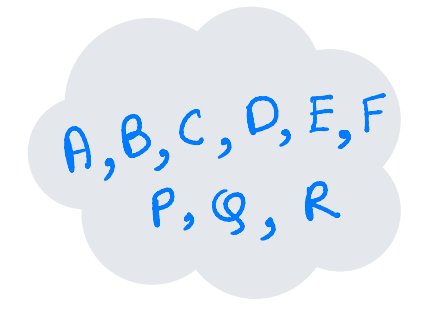 A, B, C, D, E, F
P, Q, R